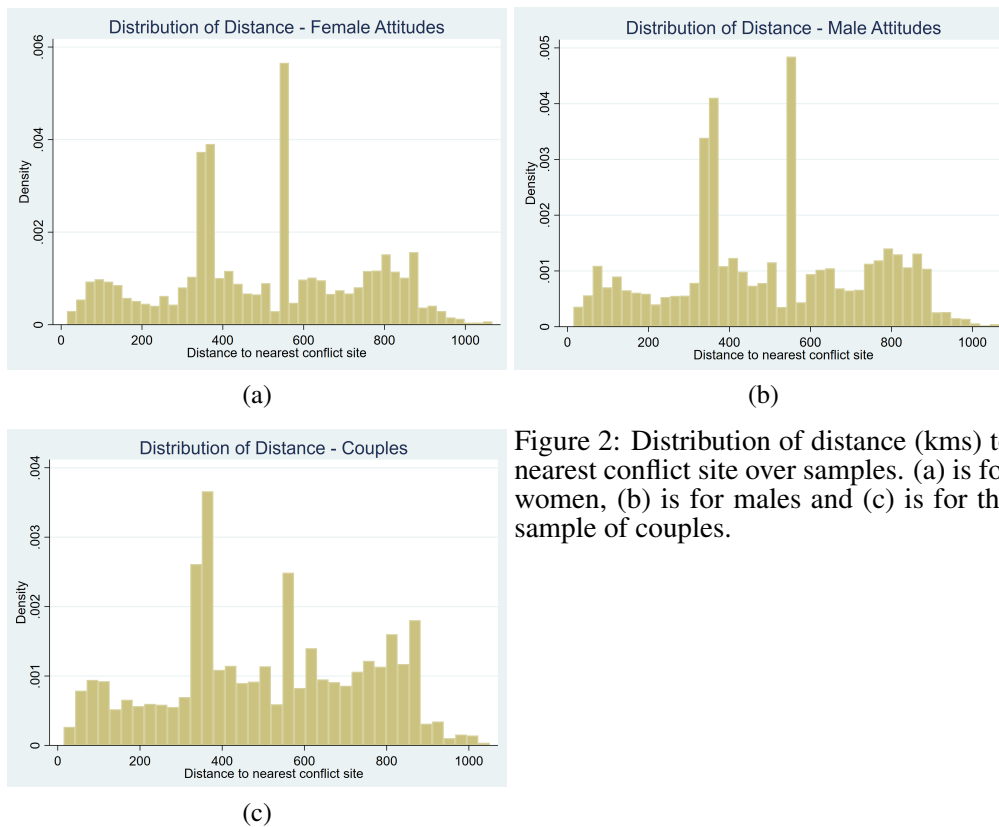 Distribution of Distance - Female Attitudes
.006
.004
.002
0
Density
0 200 400 600 800 1000
Distance to nearest conflict site
(a)
Distribution of Distance - Male Attitudes
.005
.004
.003
.002
.001
0
Density
0 200 400 600 800 1000
Distance to nearest conflict site
(b)
Distribution of Distance - Couples
.004
.003
.002
.001
0
Density
0 200 400 600 800 1000
Distance to nearest conflict site
(c)
Figure 2: Distribution of distance (kms)
nearest conflict site over samples. (a) is
women, (b) is for males and (c) is for
sample of couples.